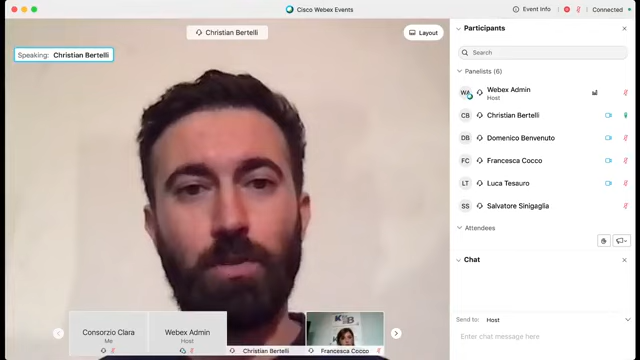 Cisco Webex Events
Event Info
Connected
Christian Bertelli
Layout
Speaking: Christian Bertelli
Participants
Search
Panelists (6)
WA
Webex Admin
Host
CB
Christian Bertelli
DB
Domenico Benvenuto
FC
Francesca Cocco
LT
Luca Tesauro
SS
Salvatore Sinigaglia
Attendees
Chat
Send to:
Host
Enter chat message here
Consorzio Clara
Me
Webex Admin
Host
Christian Bertelli
Francesca Cocco